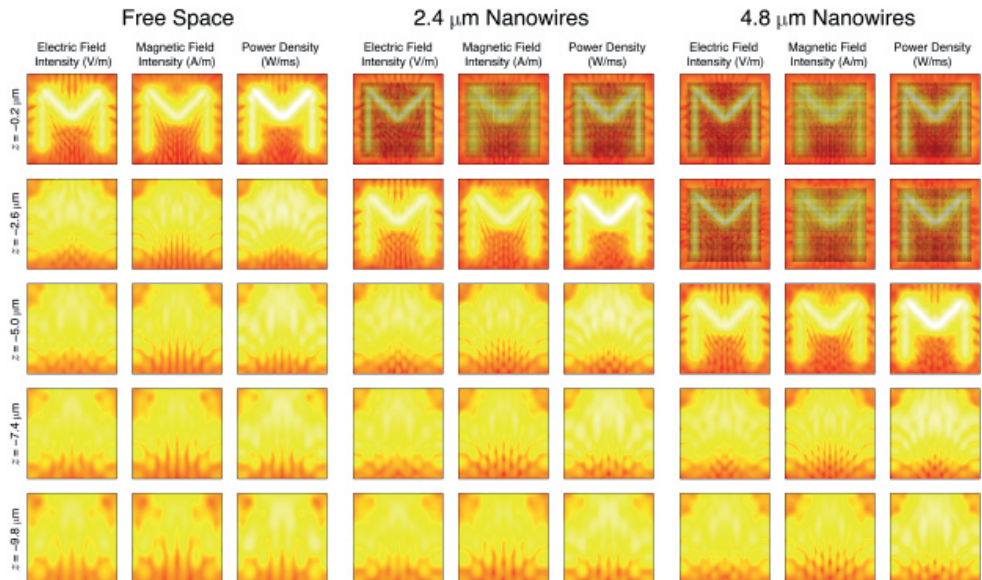 Free Space
2.4 μm Nanowires
4.8 μm Nanowires
Electric Field
Intensity (V/m)
Magnetic Field
Intensity (A/m)
Power Density
(W/ms)
Electric Field
Intensity (V/m)
Magnetic Field
Intensity (A/m)
Power Density
(W/ms)
Electric Field
Intensity (V/m)
Magnetic Field
Intensity (A/m)
Power Density
(W/ms)
z = −0.2 μm
z = −2.6 μm
z = −5.0 μm
z = −7.4 μm
z = −9.8 μm